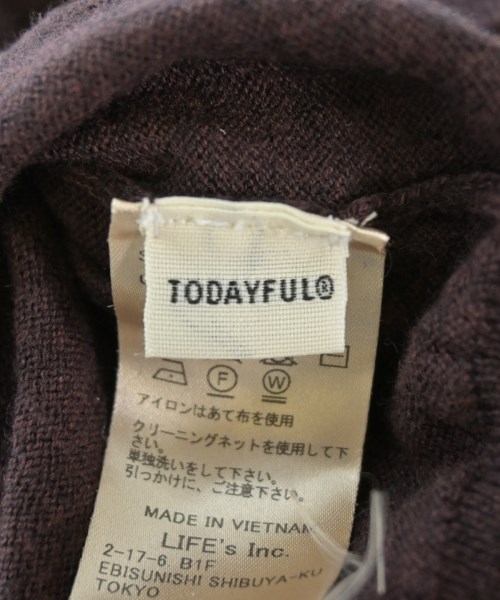 TODAYFUL®
F W
アイロンはあて布を使用
クリーニングネットを使用して下
さい。
単独洗いをして下さい。
引っかけに、ご注意下さい。
MADE IN VIETNAM
LIFE's Inc.
2-17-6 B1F
EBISUNISHI SHIBUYA-KU
TOKYO